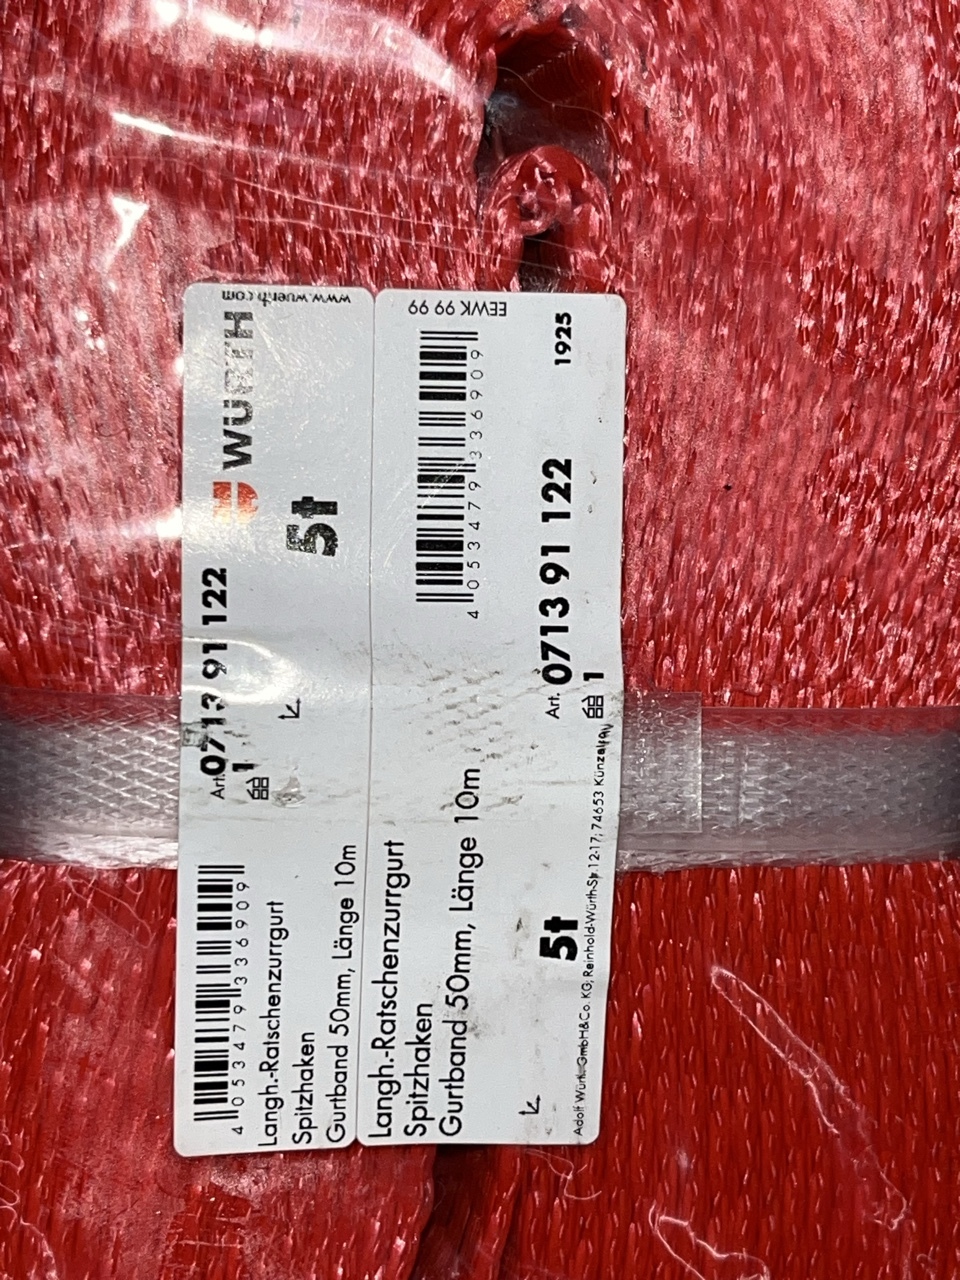 WÜRTH
www.wuerth.com
Art. 0713 91 122
1
5t
4 053479 336909
Langh.-Ratschenzurrgurt
Spitzhaken
Gurtband 50mm, Länge 10m
EEWK 99 99
4 053479 336909
1925
Langh.-Ratschenzurrgurt
Spitzhaken
Gurtband 50mm, Länge 10m
Art. 0713 91 122
1
5t
Adolf Würth GmbH&Co. KG; Reinhold-Würth-Str.12-17; 74653 Künzelsau